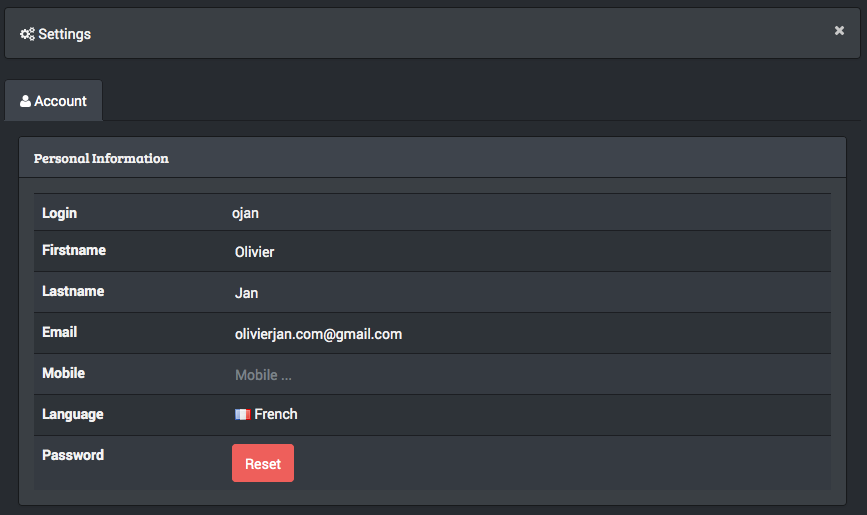 Settings
Account
Personal Information
Login ojan
Firstname Olivier
Lastname Jan
Email olivierjan.com@gmail.com
Mobile Mobile ...
Language French
Password Reset